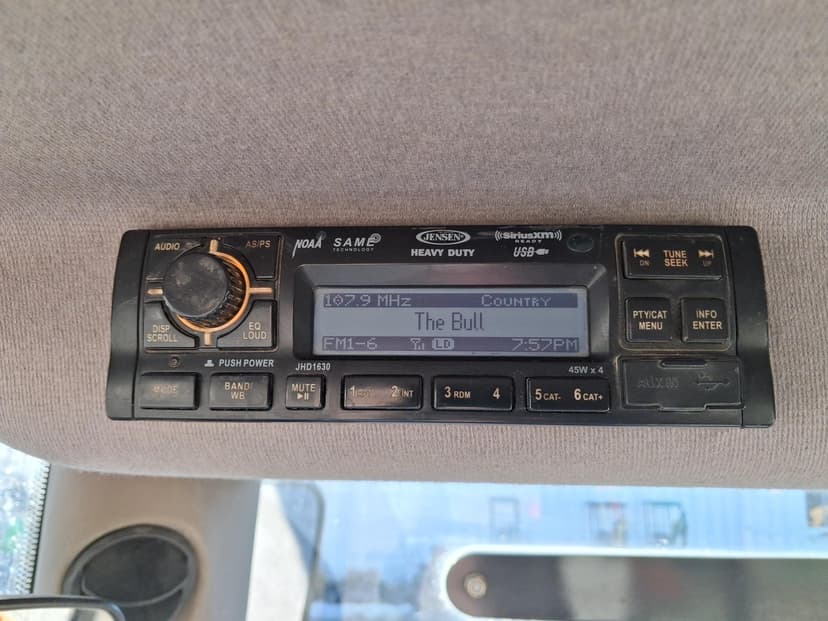 AUDIO
AS/PS
DISP SCROLL
EQ LOUD
NOAA
SAME
TECHNOLOGY
JENSEN
HEAVY DUTY
SiriusXM
READY
USB
TUNE SEEK
DN
UP
107.9 MHz COUNTRY
The Bull
FM1-6 LD 7:57PM
PTY/CAT MENU
INFO ENTER
PUSH POWER
JHD1630
45W x 4
MODE
BAND/ WB
MUTE
1 2 INT
3 RDM 4
5 CAT- 6 CAT+
AUX IN